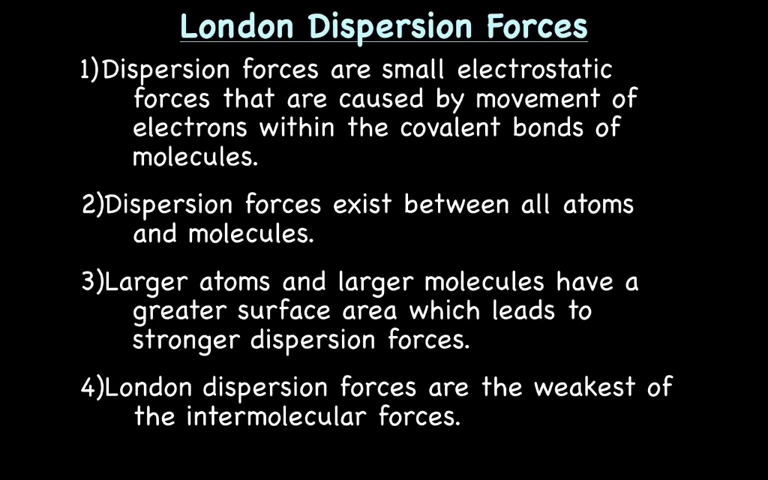 London Dispersion Forces
1)Dispersion forces are small electrostatic
forces that are caused by movement of
electrons within the covalent bonds of
molecules.
2)Dispersion forces exist between all atoms
and molecules.
3)Larger atoms and larger molecules have a
greater surface area which leads to
stronger dispersion forces.
4)London dispersion forces are the weakest of
the intermolecular forces.